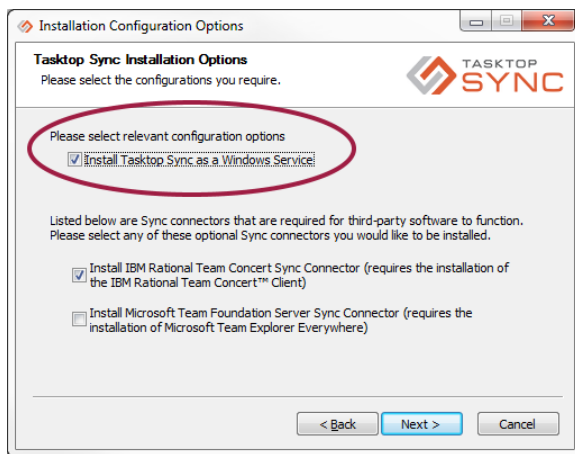 Installation Configuration Options
Tasktop Sync Installation Options
Please select the configurations you require.
TASKTOP
SYNC
Please select relevant configuration options
Install Tasktop Sync as a Windows Service
Listed below are Sync connectors that are required for third-party software to function.
Please select any of these optional Sync connectors you would like to be installed.
Install IBM Rational Team Concert Sync Connector (requires the installation of
the IBM Rational Team Concert™ Client)
Install Microsoft Team Foundation Server Sync Connector (requires the
installation of Microsoft Team Explorer Everywhere)
< Back
Next >
Cancel